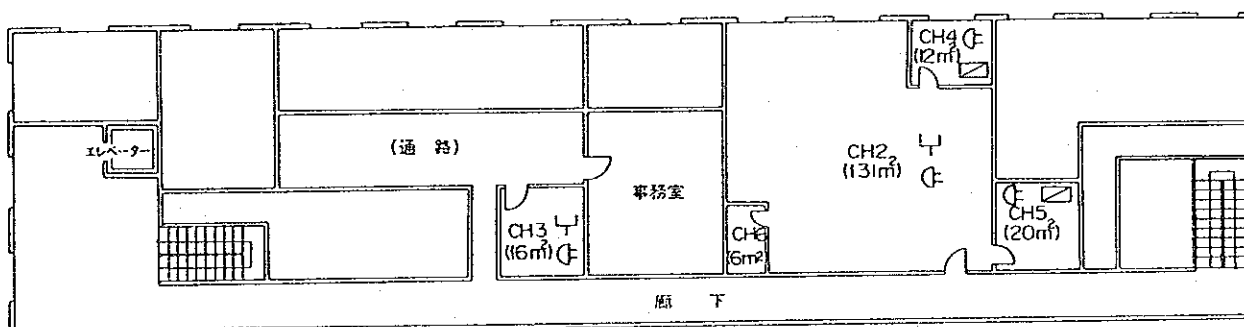 CH4
(12㎡)
エレベーター
(通 路)
CH2
(131㎡)
事務室
CH3
(16㎡)
CH6
(6㎡)
CH5
(20㎡)
廊 下